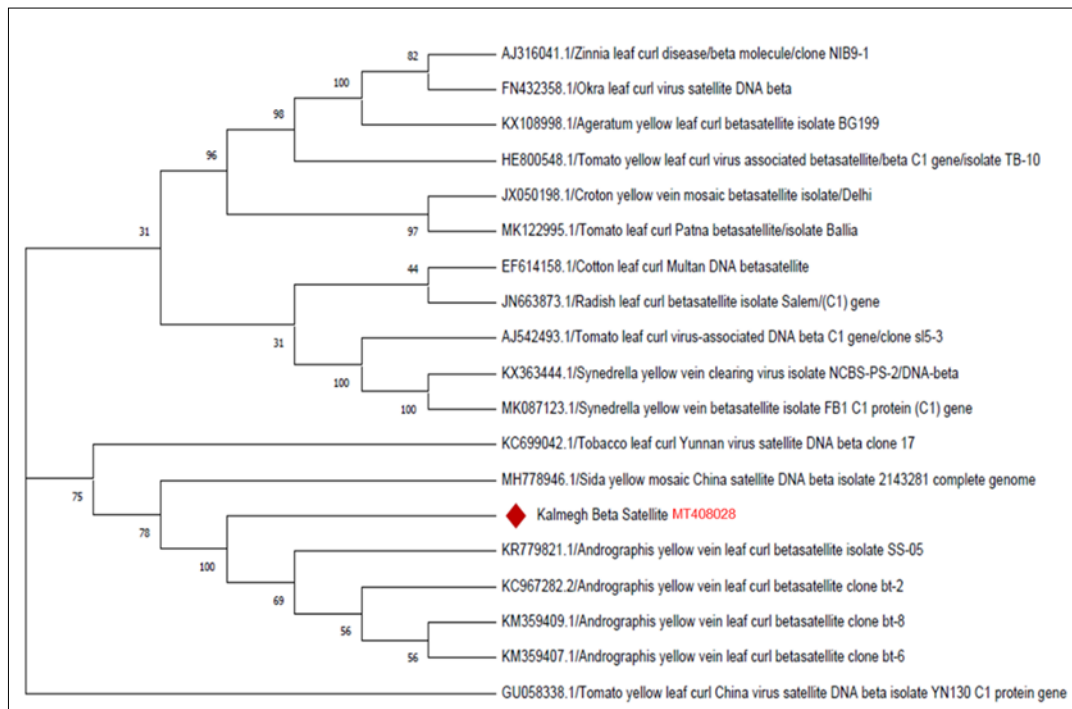 82
AJ316041.1/Zinnia leaf curl disease/beta molecule/clone NIB9-1
100
FN432358.1/Okra leaf curl virus satellite DNA beta
98
KX108998.1/Ageratum yellow leaf curl betasatellite isolate BG199
96
HE800548.1/Tomato yellow leaf curl virus associated betasatellite/beta C1 gene/isolate TB-10
JX050198.1/Croton yellow vein mosaic betasatellite isolate/Delhi
31
97
MK122995.1/Tomato leaf curl Patna betasatellite/isolate Ballia
44
EF614158.1/Cotton leaf curl Multan DNA betasatellite
JN663873.1/Radish leaf curl betasatellite isolate Salem/(C1) gene
31
AJ542493.1/Tomato leaf curl virus-associated DNA beta C1 gene/clone sl5-3
100
KX363444.1/Synedrella yellow vein clearing virus isolate NCBS-PS-2/DNA-beta
100
MK087123.1/Synedrella yellow vein betasatellite isolate FB1 C1 protein (C1) gene
KC699042.1/Tobacco leaf curl Yunnan virus satellite DNA beta clone 17
75
MH778946.1/Sida yellow mosaic China satellite DNA beta isolate 2143281 complete genome
78
Kalmegh Beta Satellite MT408028
100
KR779821.1/Andrographis yellow vein leaf curl betasatellite isolate SS-05
69
KC967282.2/Andrographis yellow vein leaf curl betasatellite clone bt-2
56
KM359409.1/Andrographis yellow vein leaf curl betasatellite clone bt-8
56
KM359407.1/Andrographis yellow vein leaf curl betasatellite clone bt-6
GU058338.1/Tomato yellow leaf curl China virus satellite DNA beta isolate YN130 C1 protein gene